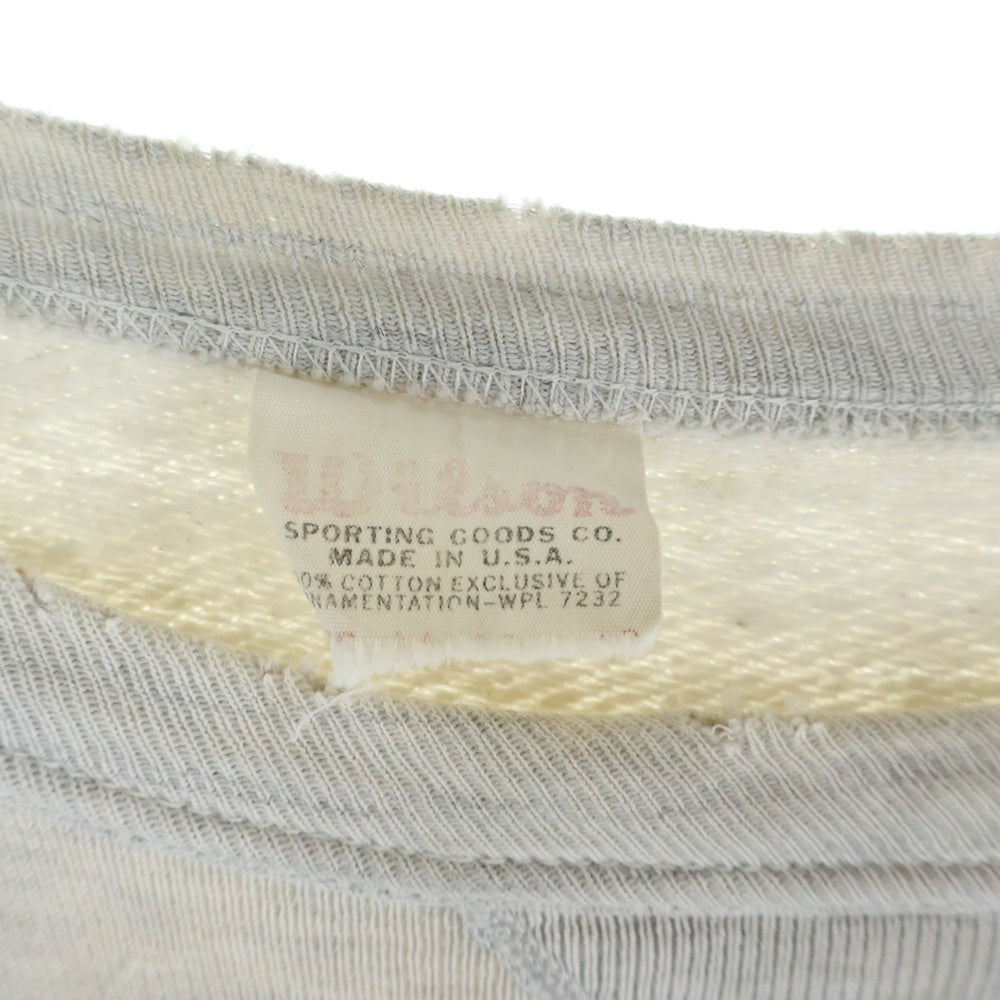 Wilson
SPORTING GOODS CO.
MADE IN U.S.A.
0% COTTON EXCLUSIVE OF
NAMENTATION-WPL 7232